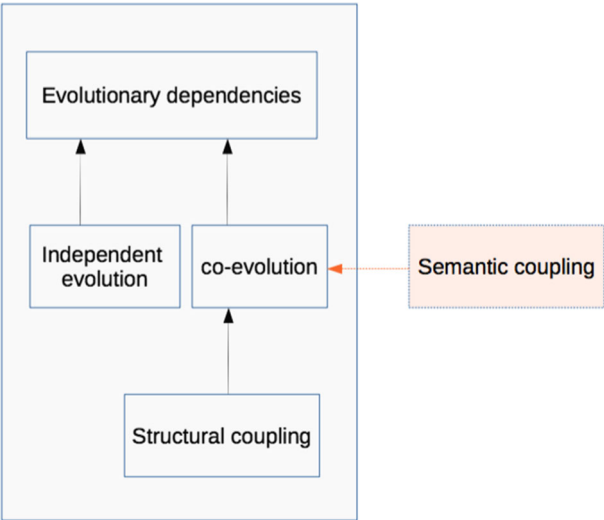 Evolutionary dependencies
Independent
evolution
co-evolution
Semantic coupling
Structural coupling